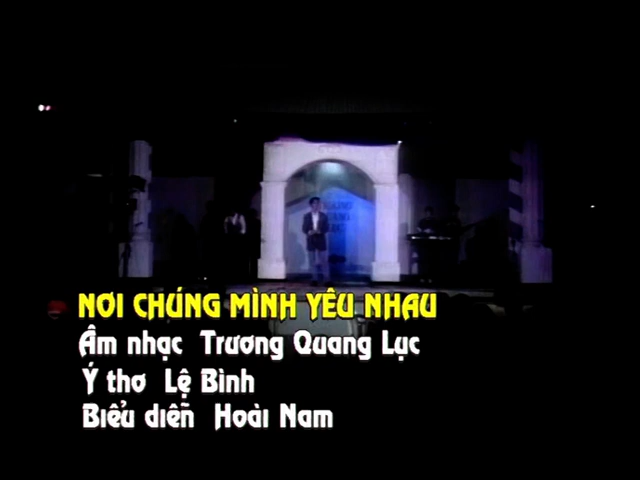 NƠI CHÚNG MÌNH YÊU NHAU
Âm nhạc Trương Quang Lục
Ý thơ Lệ Bình
Biểu diễn Hoài Nam